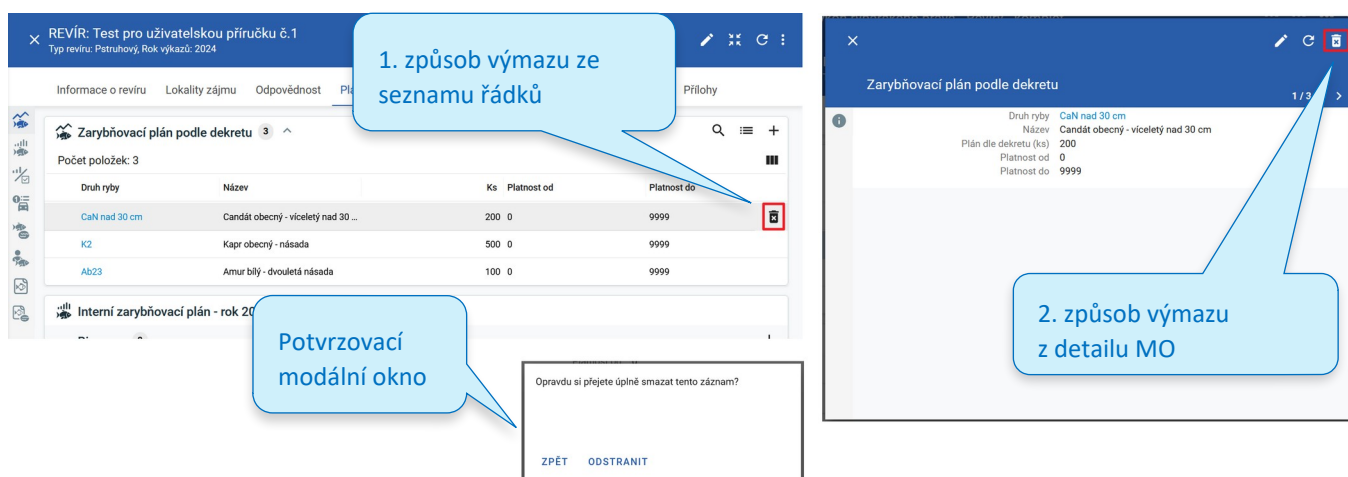 REVÍR: Test pro uživatelskou příručku č.1
Typ revíru: Pstruhový, Rok výkazů: 2024
Informace o revíru Lokality zájmu Odpovědnost Přílohy
Zarybňovací plán podle dekretu 3
Počet položek: 3
Druh ryby Název Ks Platnost od Platnost do
CaN nad 30 cm Candát obecný - víceletý nad 30 ... 200 0 9999
K2 Kapr obecný - násada 500 0 9999
Ab23 Amur bílý - dvouletá násada 100 0 9999
Interní zarybňovací plán - rok
1. způsob výmazu ze
seznamu řádků
Potvrzovací
modální okno
Opravdu si přejete úplně smazat tento záznam?
ZPĚT ODSTRANIT
Zarybňovací plán podle dekretu
1 / 3
Druh ryby CaN nad 30 cm
Název Candát obecný - víceletý nad 30 cm
Plán dle dekretu (ks) 200
Platnost od 0
Platnost do 9999
2. způsob výmazu
z detailu MO